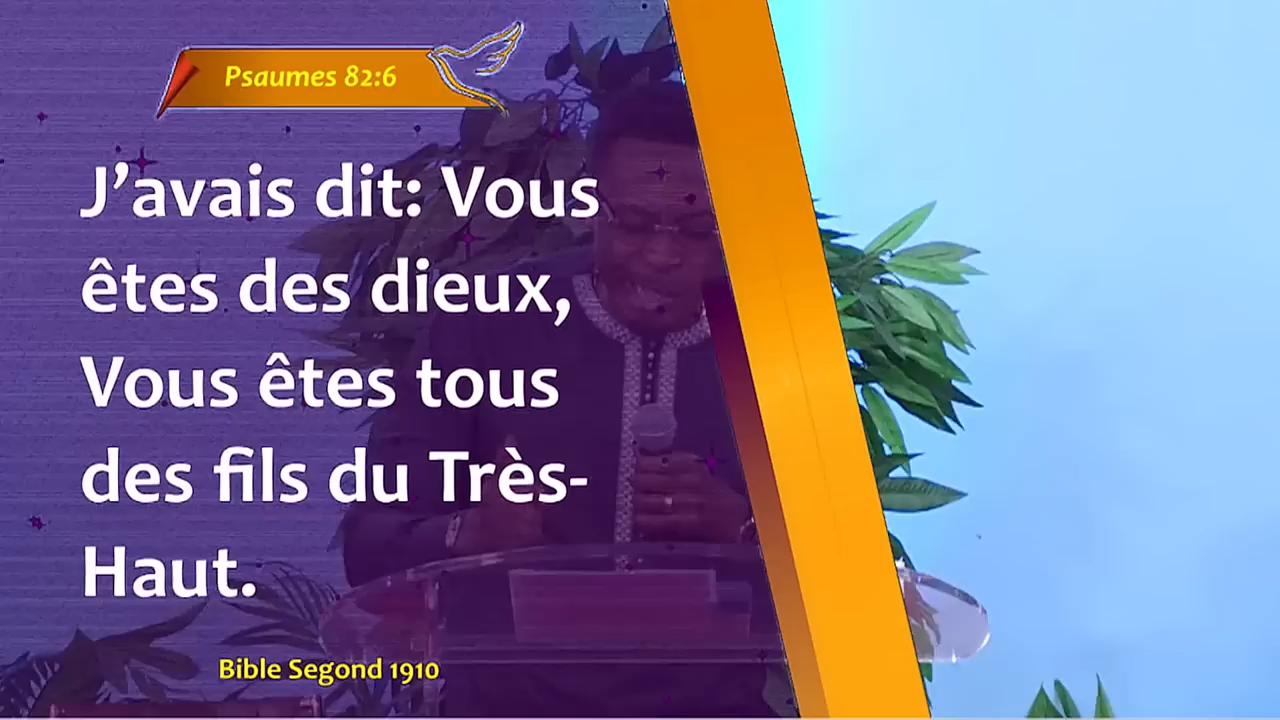 Psaumes 82:6
J’avais dit: Vous
êtes des dieux,
Vous êtes tous
des fils du Très-
Haut.
Bible Segond 1910